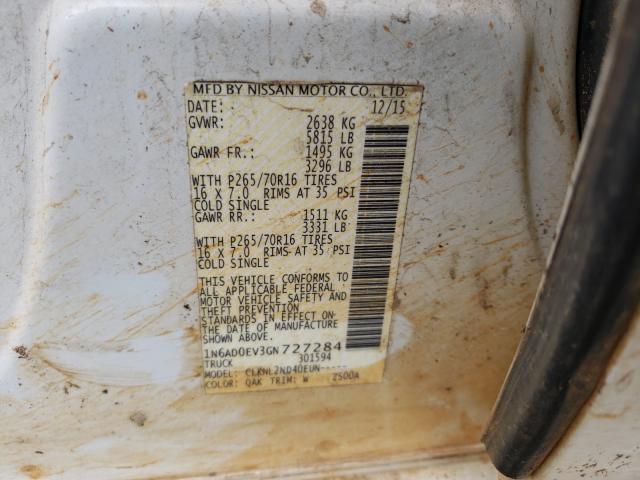 MFD BY NISSAN MOTOR CO., LTD.
DATE: 12/15
GVWR: 2638 KG
5815 LB
GAWR FR.: 1495 KG
3296 LB
WITH P265/70R16 TIRES
16 X 7.0 RIMS AT 35 PSI
COLD SINGLE
GAWR RR.: 1511 KG
3331 LB
WITH P265/70R16 TIRES
16 X 7.0 RIMS AT 35 PSI
COLD SINGLE
THIS VEHICLE CONFORMS TO
ALL APPLICABLE FEDERAL
MOTOR VEHICLE SAFETY AND
THEFT PREVENTION
STANDARDS IN EFFECT ON
THE DATE OF MANUFACTURE
SHOWN ABOVE.
1N6AD0EV3GN727284
TRUCK 301594
MODEL: CLKNL2ND40EUN-----
COLOR: QAK TRIM: W 2500A